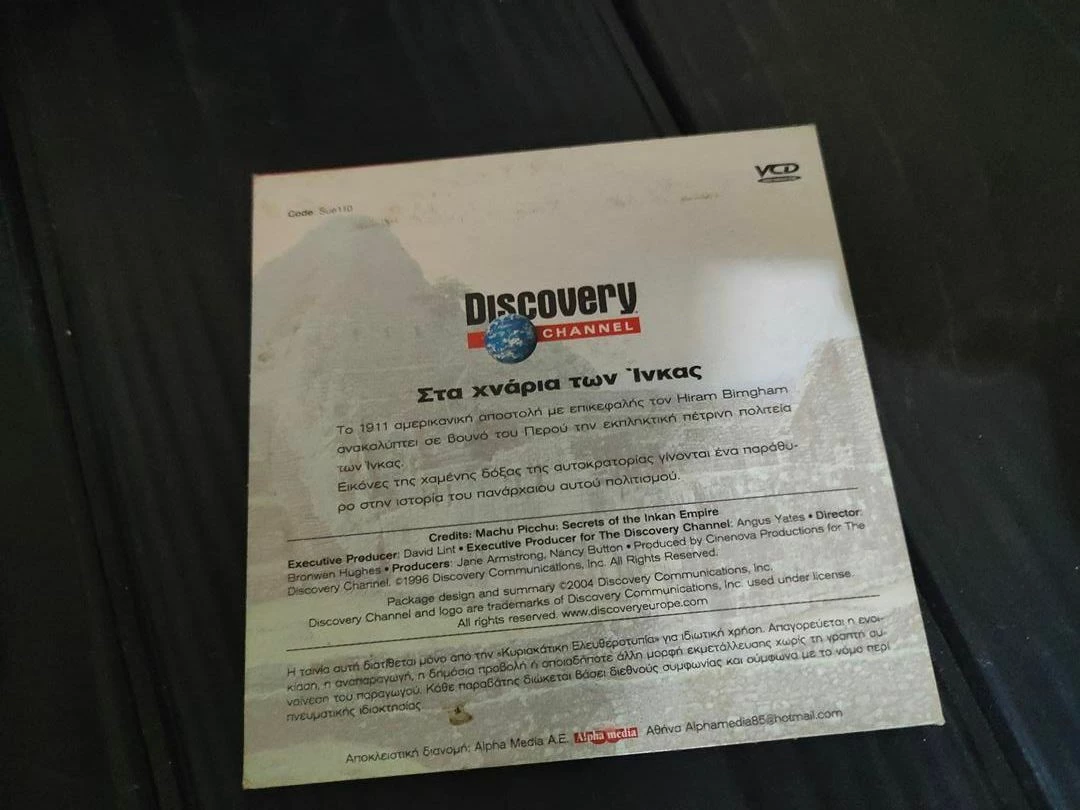 VCD
Code Sue110
DISCOVERY
CHANNEL
Στα χνάρια των Ίνκας
Το 1911 αμερικανική αποστολή με επικεφαλής τον Hiram Birngham
ανακαλύπτει σε βουνό του Περού την εκπληκτική πέτρινη πολιτεία
των Ίνκας.
Εικόνες της χαμένης δόξας της αυτοκρατορίας γίνονται ένα παράθυ-
ρο στην ιστορία του πανάρχαιου αυτού πολιτισμού.
Credits: Machu Picchu: Secrets of the Inkan Empire
Executive Producer: David Lint • Executive Producer for The Discovery Channel: Angus Yates • Director:
Bronwen Hughes • Producers: Jane Armstrong, Nancy Button • Produced by Cinenova Productions for The
Discovery Channel. ©1996 Discovery Communications, Inc. All Rights Reserved.
Package design and summary ©2004 Discovery Communications, Inc.
Discovery Channel and logo are trademarks of Discovery Communications, Inc. used under license.
All rights reserved. www.discoveryeurope.com
Η ταινία αυτή διατίθεται μόνο από την «Κυριακάτικη Ελευθεροτυπία» για ιδιωτική χρήση. Απαγορεύεται η ενοι-
κίαση, η αναπαραγωγή, η δημόσια προβολή ή οποιαδήποτε άλλη μορφή εκμετάλλευσης χωρίς τη γραπτή συ-
ναίνεση του παραγωγού. Κάθε παραβάτης διώκεται βάσει διεθνούς συμφωνίας και σύμφωνα με το νόμο περί
πνευματικής ιδιοκτησίας
Αποκλειστική διανομή: Alpha Media A.E. Alpha media Αθήνα Alphamedia85@hotmail.com